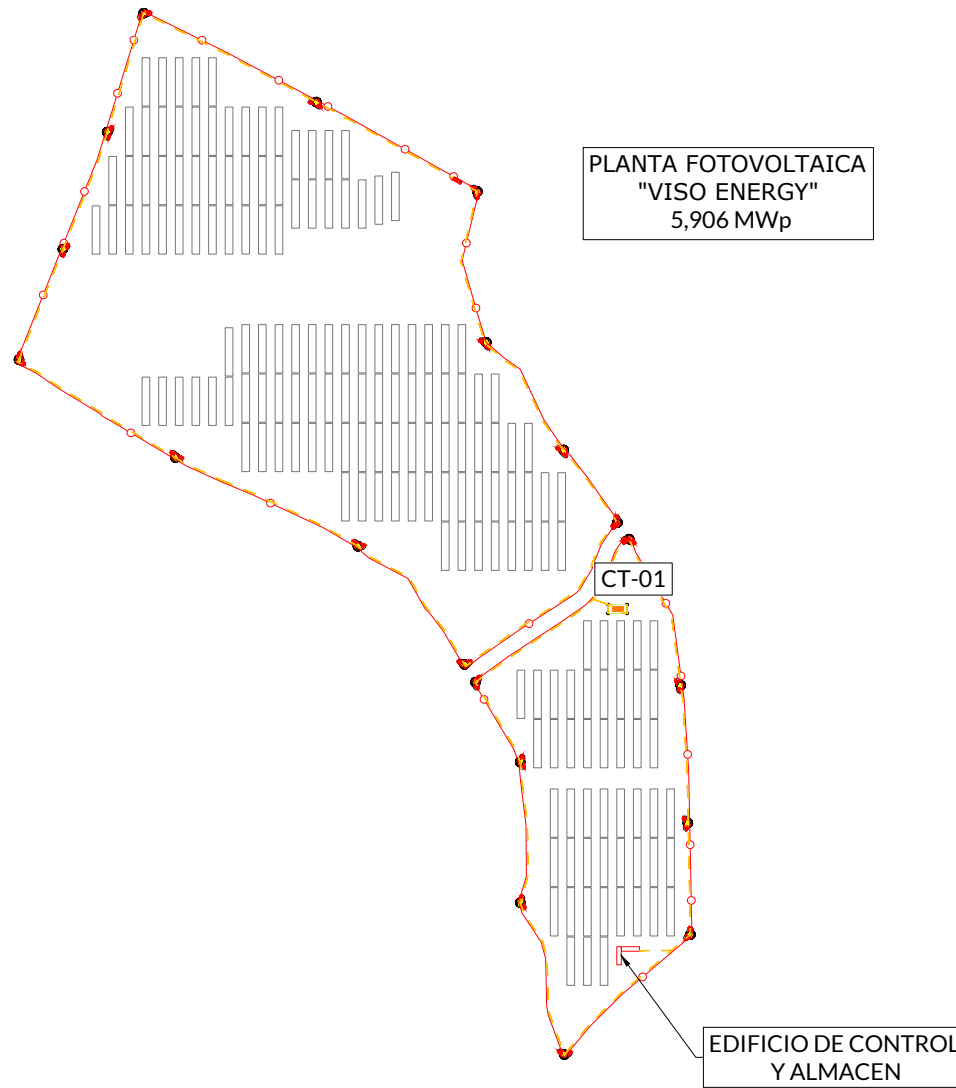 PLANTA FOTOVOLTAICA
"VISO ENERGY"
5,906 MWp
CT-01
EDIFICIO DE CONTROL
Y ALMACEN